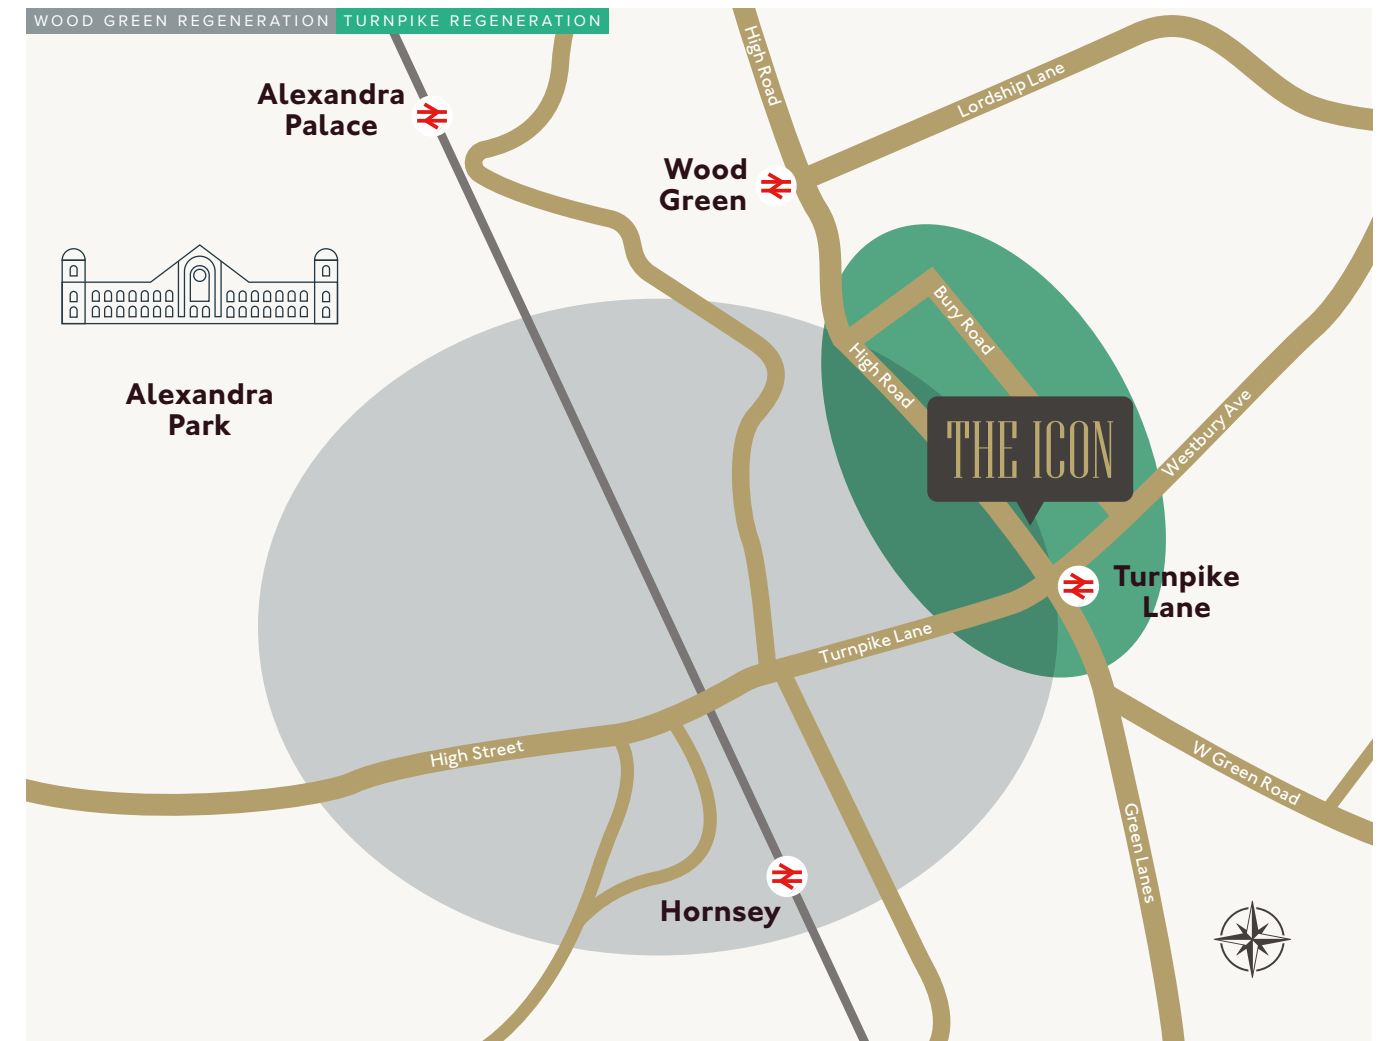 WOOD GREEN REGENERATION
TURNPIKE REGENERATION
High Road
Lordship Lane
Alexandra
Palace
Wood
Green
Bury Road
High Road
Alexandra
Park
THE ICON
Westbury Ave
Turnpike
Lane
Turnpike Lane
High Street
W Green Road
Green Lanes
Hornsey